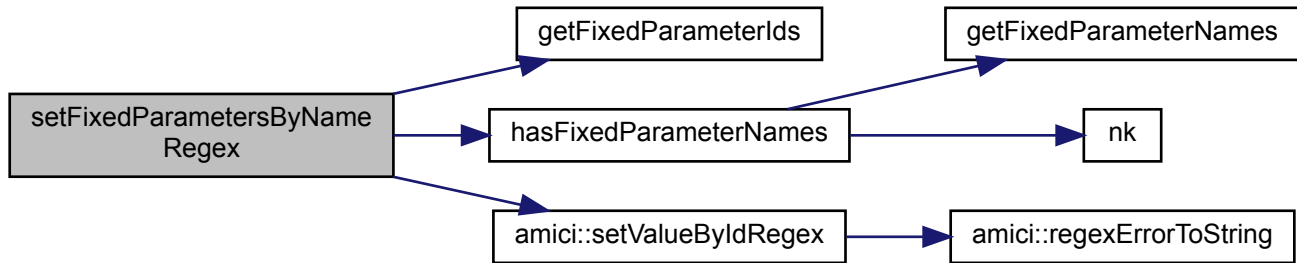 getFixedParameterIds
getFixedParameterNames
setFixedParametersByName
Regex
hasFixedParameterNames
nk
amici::setValueByIdRegex
amici::regexErrorToString